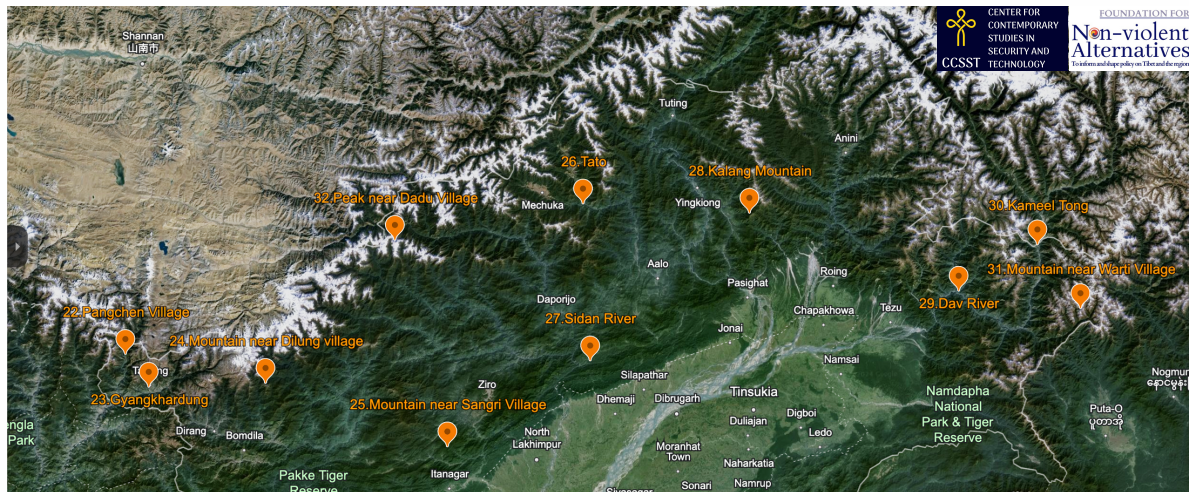 Shannan
山南市
CCSST
CENTER FOR
CONTEMPORARY
STUDIES IN
SECURITY AND
TECHNOLOGY
FOUNDATION FOR
Non-violent
Alternatives
To inform and shape policy on Tibet and the region
Tuting
Anini
26.Tato
28.Kalang Mountain
32.Peak near Dadu Village
Mechuka
Yingkiong
30.Kameel Tong
Aalo
31.Mountain near Warti Village
Roing
Pasighat
Daporijo
29.Dav River
Chapakhowa
Tezu
22.Pangchen Village
27.Sidan River
Jonai
24.Mountain near Dilung village
Namsai
Silapathar
Ziro
23.Gyangkhardung
25.Mountain near Sangri Village
Dhemaji
Dibrugarh
Tinsukia
Namdapha
National
Park & Tiger
Reserve
Puta-O
ပူတာအို
Duliajan
Digboi
Ledo
Dirang
Bomdila
North
Lakhimpur
Moranhat
Town
Naharkatia
Pakke Tiger
Reserve
Itanagar
Sonari
Namrup
Sivasagar
Park